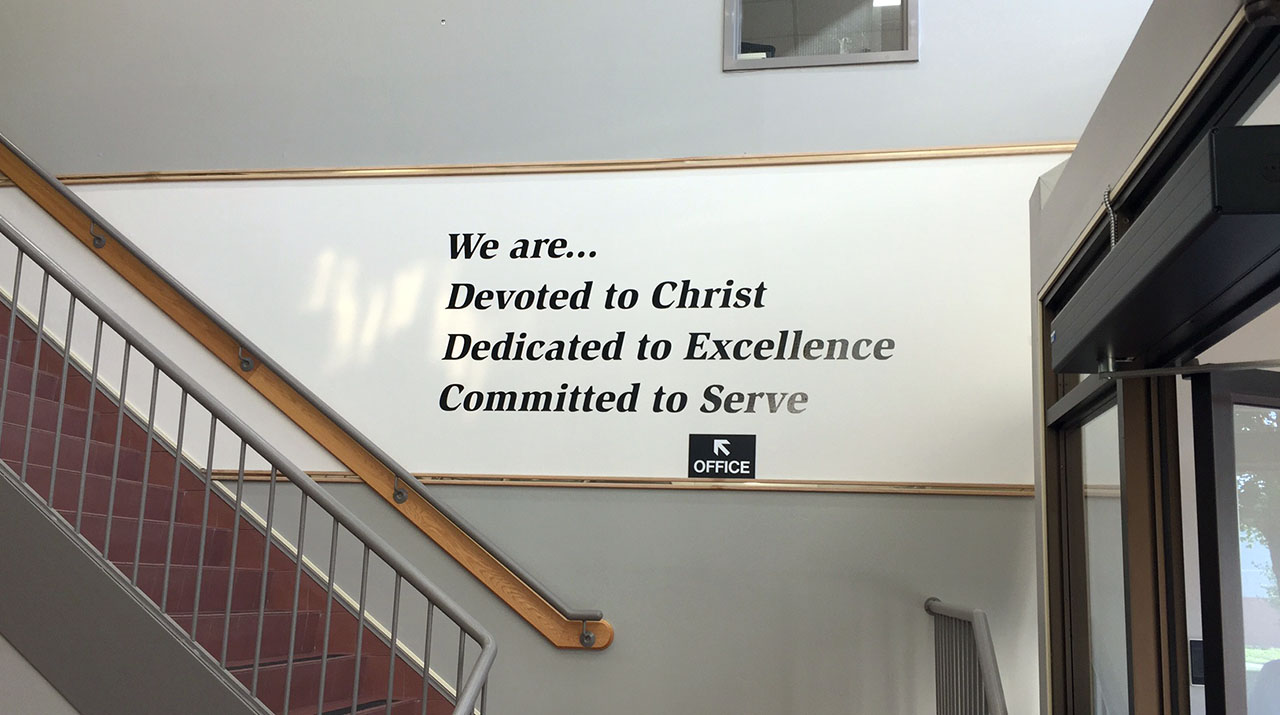 We are...
Devoted to Christ
Dedicated to Excellence
Committed to Serve
OFFICE